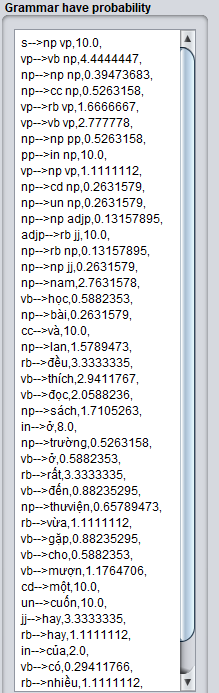 Grammar have probability
s-->np vp,10.0,
vp-->vb np,4.4444447,
np-->np np,0.39473683,
np-->cc np,0.5263158,
vp-->rb vp,1.6666667,
vp-->vb vp,2.777778,
np-->np pp,0.5263158,
pp-->in np,10.0,
vp-->np vp,1.1111112,
np-->cd np,0.2631579,
np-->un np,0.2631579,
np-->np adjp,0.13157895,
adjp-->rb jj,10.0,
np-->rb np,0.13157895,
np-->np jj,0.2631579,
np-->nam,2.7631578,
vb-->học,0.5882353,
np-->bài,0.2631579,
cc-->và,10.0,
np-->lan,1.5789473,
rb-->đều,3.3333335,
vb-->thích,2.9411767,
vb-->đọc,2.0588236,
np-->sách,1.7105263,
in-->ở,8.0,
np-->trường,0.5263158,
vb-->ở,0.5882353,
rb-->rất,3.3333335,
vb-->đến,0.88235295,
np-->thưviện,0.65789473,
rb-->vừa,1.1111112,
vb-->gặp,0.88235295,
vb-->cho,0.5882353,
vb-->mượn,1.1764706,
cd-->một,10.0,
un-->cuốn,10.0,
jj-->hay,3.3333335,
rb-->hay,1.1111112,
in-->của,2.0,
vb-->có,0.29411766,
rb-->nhiều,1.1111112,